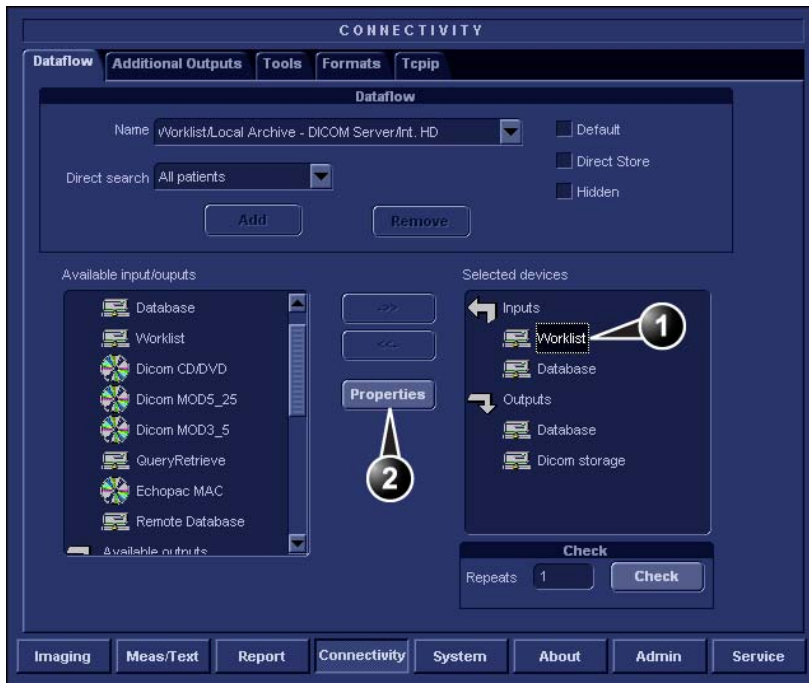 CONNECTIVITY
Dataflow Additional Outputs Tools Formats Tcpip
Dataflow
Name Worklist/Local Archive - DICOM Server/Int. HD
Default
Direct Store
Direct search All patients
Hidden
Add Remove
Available input/ouputs
Database
Worklist
Dicom CD/DVD
Dicom MOD5_25
Dicom MOD3_5
QueryRetrieve
Echopac MAC
Remote Database
Available outputs
->>
<<-
Properties
2
Selected devices
Inputs
Worklist
1
Database
Outputs
Database
Dicom storage
Check
Repeats 1 Check
Imaging Meas/Text Report Connectivity System About Admin Service